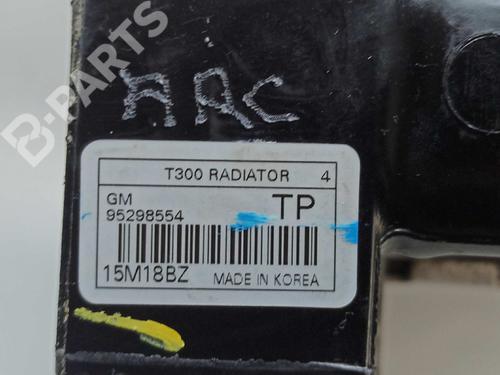 B-PARTS
ARC
T300 RADIATOR 4
GM
95298554
TP
15M18BZ MADE IN KOREA